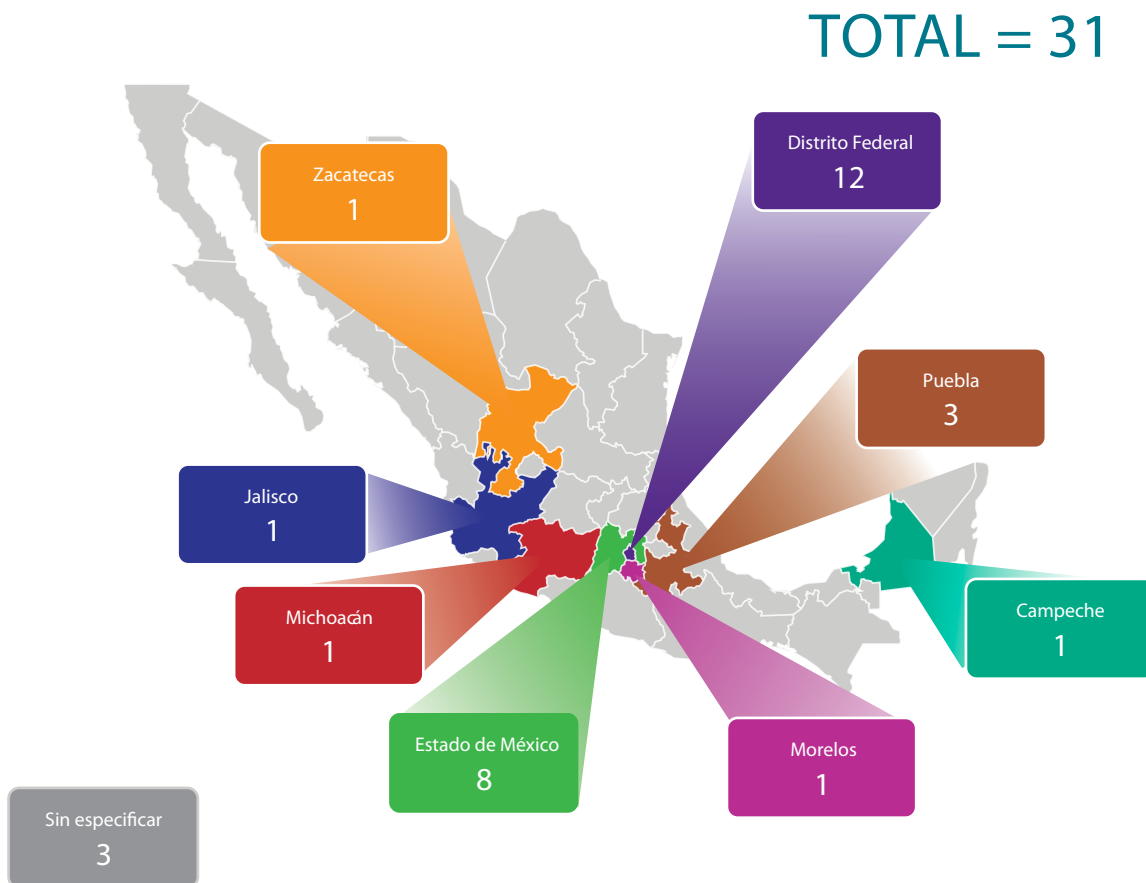 TOTAL = 31
Distrito Federal
12
Zacatecas
1
Puebla
3
Jalisco
1
Michoacán
1
Campeche
1
Estado de México
8
Morelos
1
Sin especificar
3